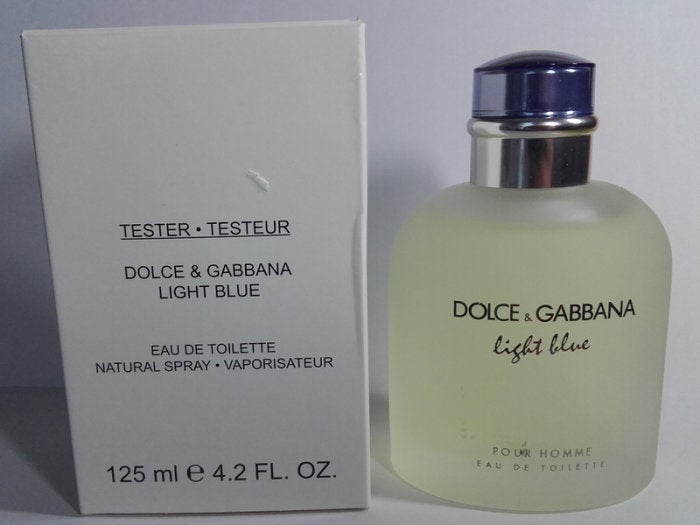 TESTER • TESTEUR
DOLCE & GABBANA
LIGHT BLUE
EAU DE TOILETTE
NATURAL SPRAY • VAPORISATEUR
125 ml ℮ 4.2 FL. OZ.
DOLCE & GABBANA
light blue
POUR HOMME
EAU DE TOILETTE